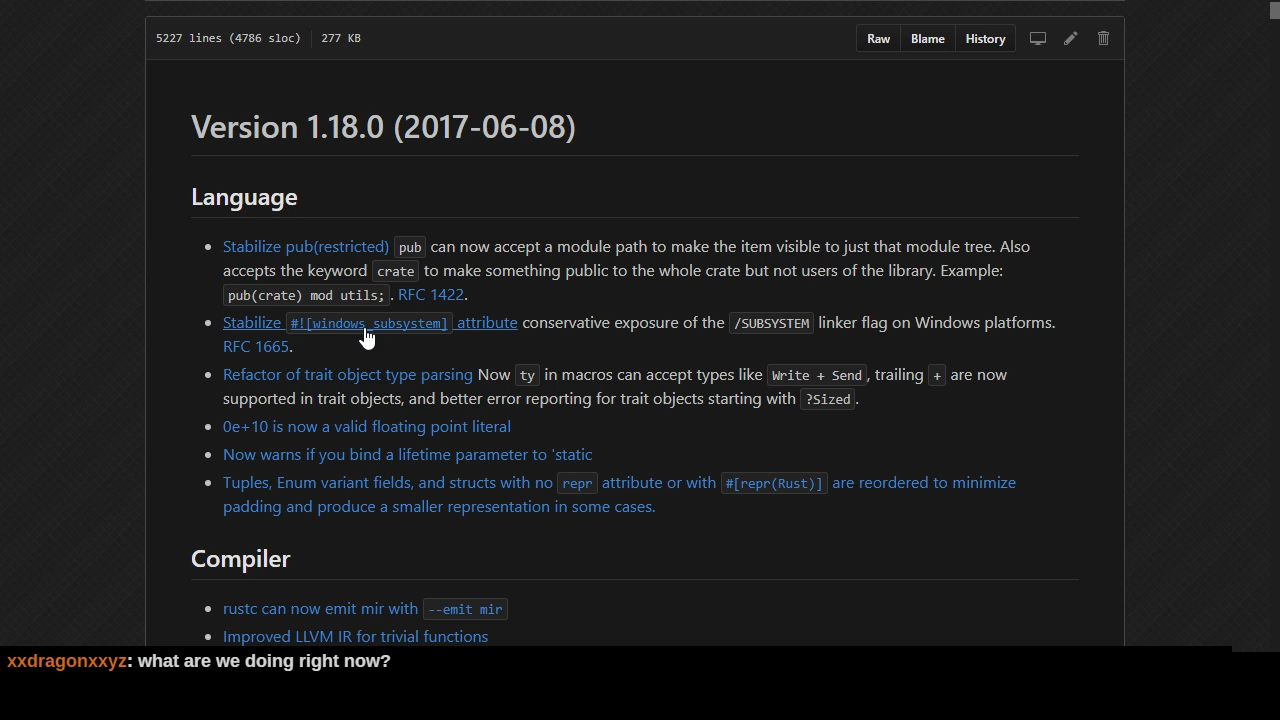 5227 lines (4786 sloc) 277 KB Raw Blame History
Version 1.18.0 (2017-06-08)
Language
Stabilize pub(restricted) pub can now accept a module path to make the item visible to just that module tree. Also
accepts the keyword crate to make something public to the whole crate but not users of the library. Example:
pub(crate) mod utils; . RFC 1422.
Stabilize #![windows_subsystem] attribute conservative exposure of the /SUBSYSTEM linker flag on Windows platforms.
RFC 1665.
Refactor of trait object type parsing Now ty in macros can accept types like Write + Send , trailing + are now
supported in trait objects, and better error reporting for trait objects starting with ?Sized .
0e+10 is now a valid floating point literal
Now warns if you bind a lifetime parameter to 'static
Tuples, Enum variant fields, and structs with no repr attribute or with #[repr(Rust)] are reordered to minimize
padding and produce a smaller representation in some cases.
Compiler
rustc can now emit mir with --emit mir
Improved LLVM IR for trivial functions
xxdragonxxyz: what are we doing right now?